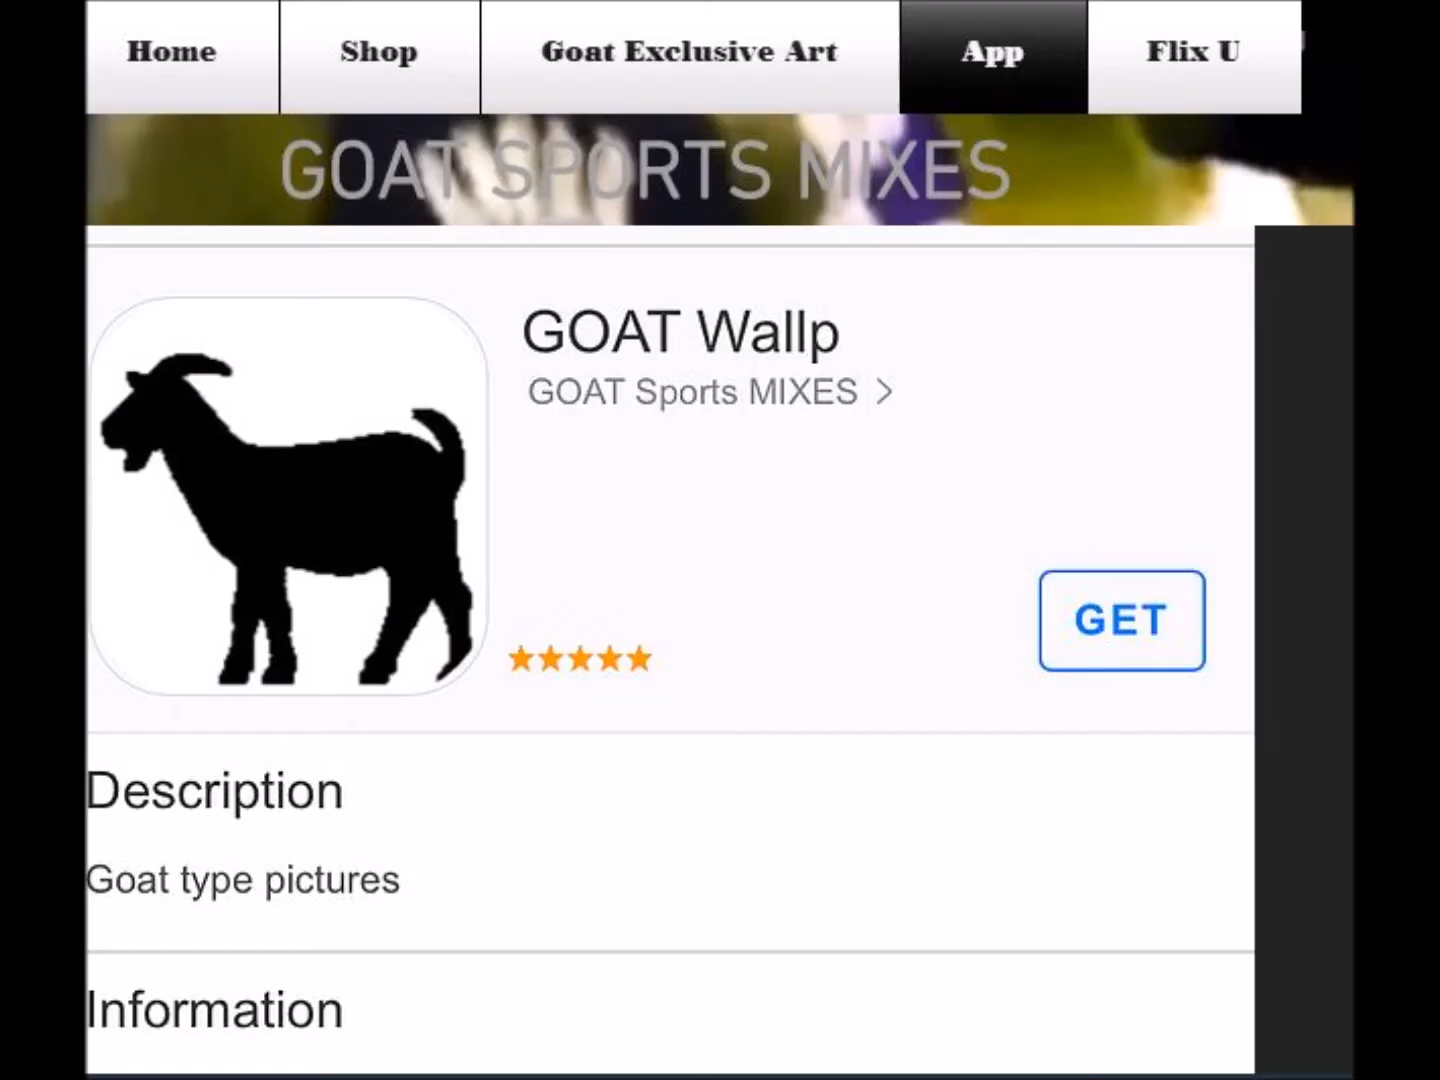 Home Shop Goat Exclusive Art App Flix U
GOAT SPORTS MIXES
GOAT Wallp
GOAT Sports MIXES >
GET
Description
Goat type pictures
Information